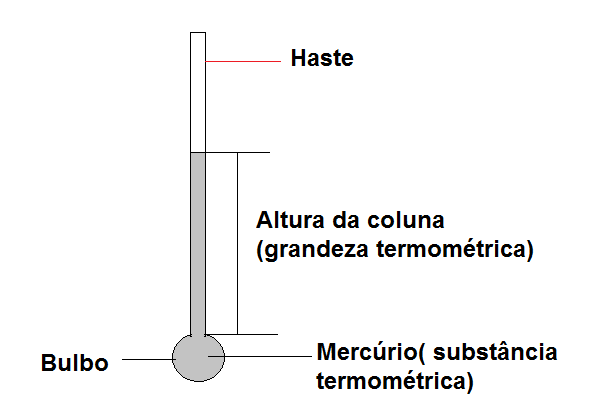 Haste
Altura da coluna
(grandeza termométrica)
Bulbo
Mercúrio( substância
termométrica)